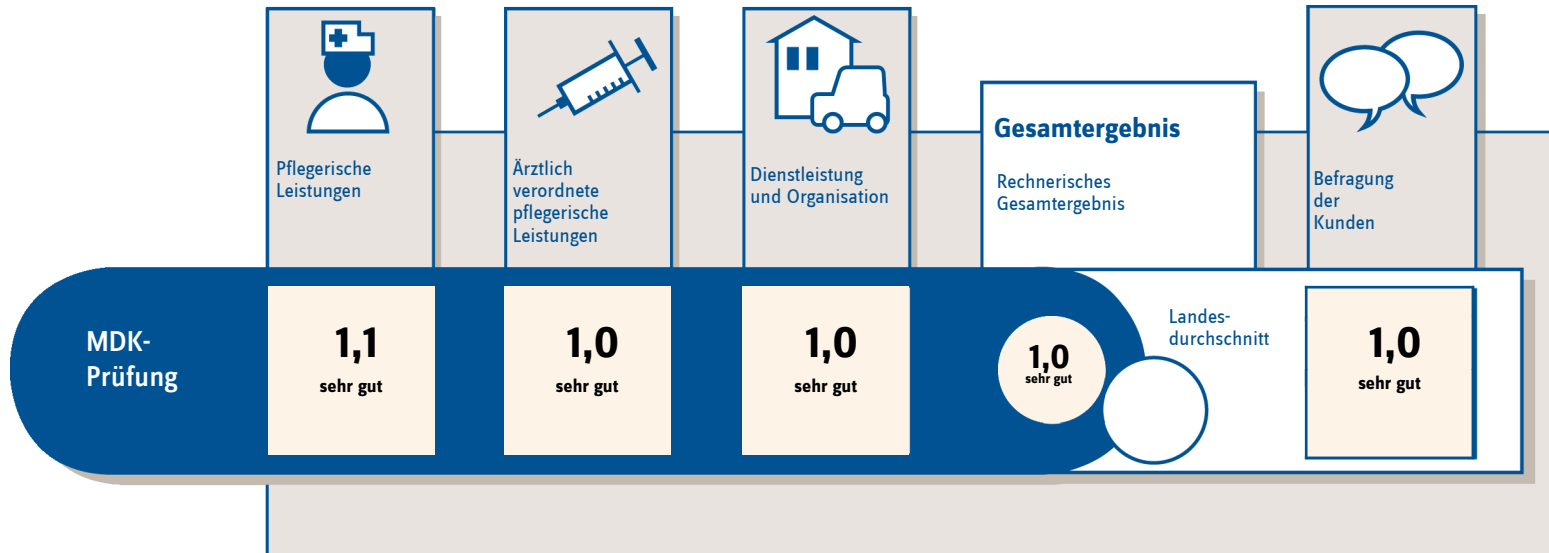 Pflegerische
Leistungen
Ärztlich
verordnete
pflegerische
Leistungen
Dienstleistung
und Organisation
Gesamtergebnis
Rechnerisches
Gesamtergebnis
Befragung
der
Kunden
MDK-
Prüfung
1,1
sehr gut
1,0
sehr gut
1,0
sehr gut
1,0
sehr gut
Landes-
durchschnitt
1,0
sehr gut